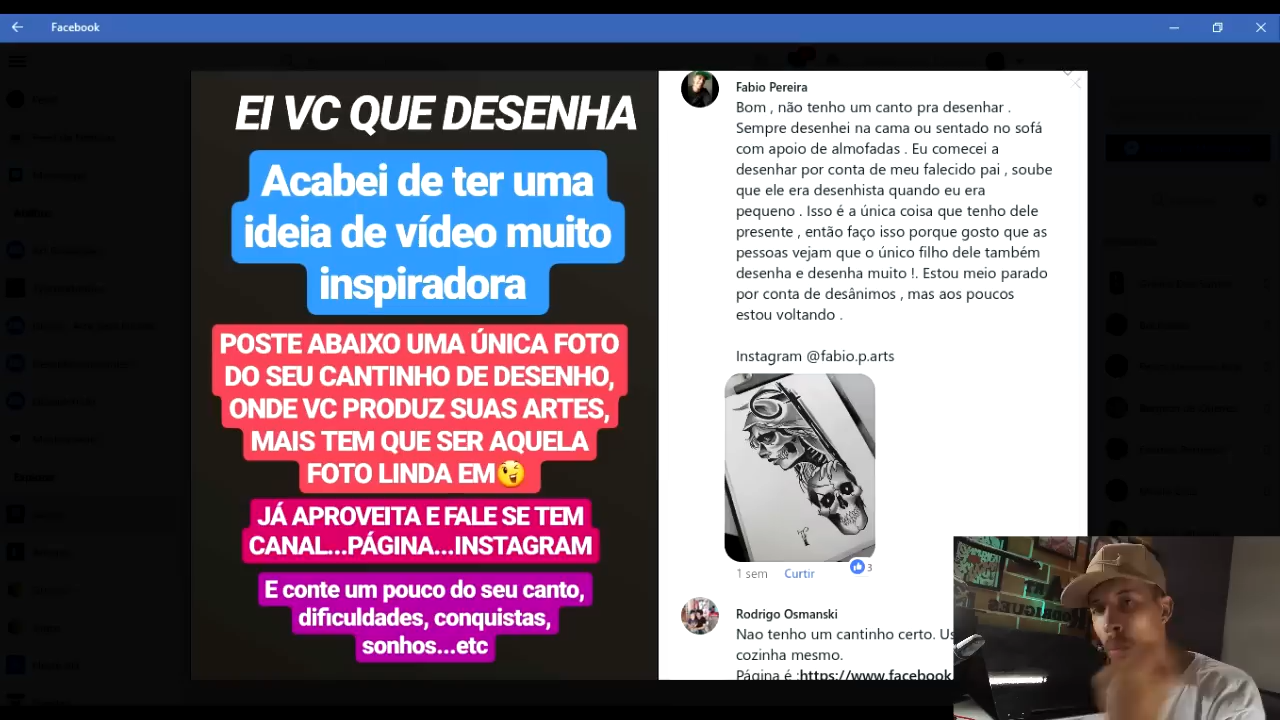 Facebook
EI VC QUE DESENHA
Acabei de ter uma
ideia de vídeo muito
inspiradora
POSTE ABAIXO UMA ÚNICA FOTO
DO SEU CANTINHO DE DESENHO,
ONDE VC PRODUZ SUAS ARTES,
MAIS TEM QUE SER AQUELA
FOTO LINDA EM😉
JÁ APROVEITA E FALE SE TEM
CANAL...PÁGINA...INSTAGRAM
E conte um pouco do seu canto,
dificuldades, conquistas,
sonhos...etc
Fabio Pereira
Bom , não tenho um canto pra desenhar .
Sempre desenhei na cama ou sentado no sofá
com apoio de almofadas . Eu comecei a
desenhar por conta de meu falecido pai , soube
que ele era desenhista quando eu era
pequeno . Isso é a única coisa que tenho dele
presente , então faço isso porque gosto que as
pessoas vejam que o único filho dele também
desenha e desenha muito !. Estou meio parado
por conta de desânimos , mas aos poucos
estou voltando .
Instagram @fabio.p.arts
1 sem Curtir 3
Rodrigo Osmanski
Nao tenho um cantinho certo. Us
cozinha mesmo.
Página é :https://www.facebook